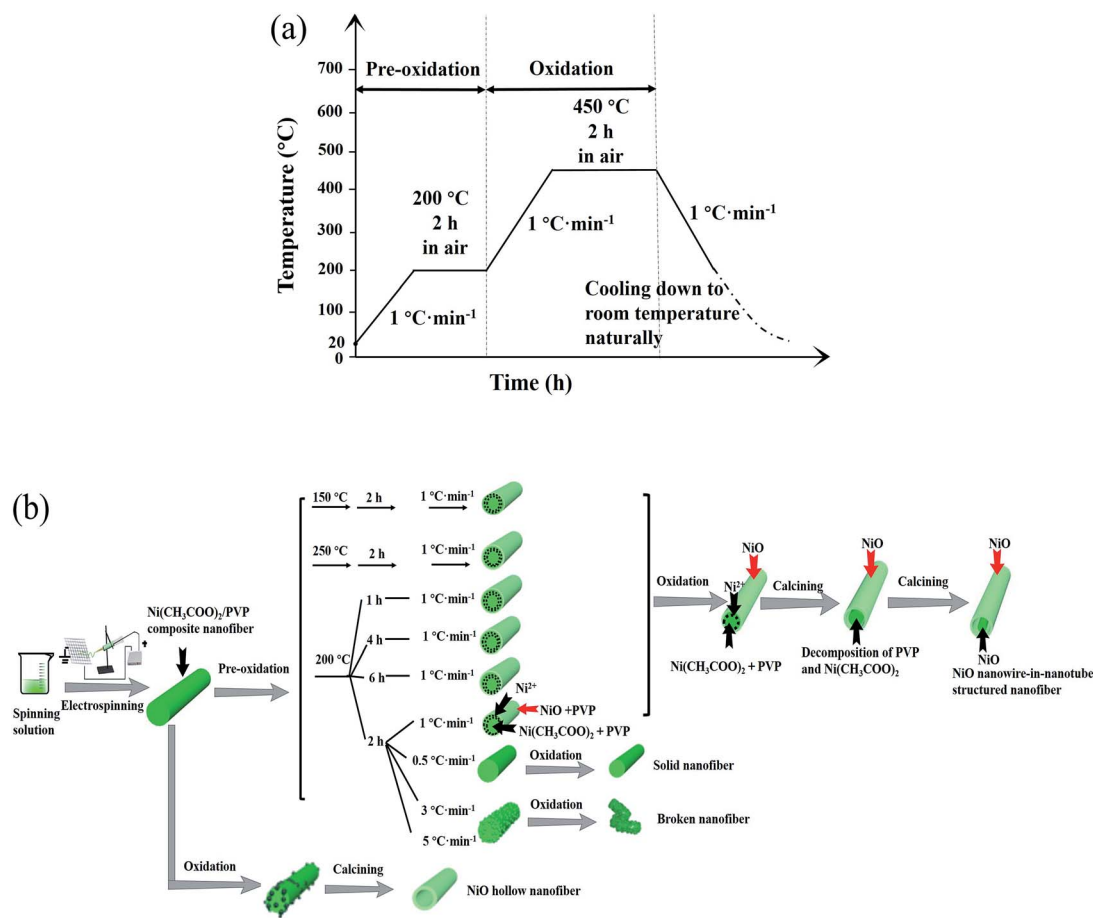 (a)
700
600
500
400
300
200
100
20
0
Temperature (°C)
Pre-oxidation
Oxidation
450 °C
2 h
in air
200 °C
2 h
in air
1 °C·min⁻¹
1 °C·min⁻¹
1 °C·min⁻¹
Cooling down to
room temperature
naturally
Time (h)
(b)
Spinning
solution
Electrospinning
Ni(CH₃COO)₂/PVP
composite nanofiber
Pre-oxidation
150 °C
2 h
1 °C·min⁻¹
250 °C
2 h
1 °C·min⁻¹
200 °C
1 h
1 °C·min⁻¹
4 h
1 °C·min⁻¹
6 h
1 °C·min⁻¹
2 h
1 °C·min⁻¹
Ni²⁺
NiO +PVP
Ni(CH₃COO)₂ + PVP
0.5 °C·min⁻¹
Oxidation
Solid nanofiber
3 °C·min⁻¹
5 °C·min⁻¹
Oxidation
Broken nanofiber
Oxidation
NiO
Ni²⁺
Ni(CH₃COO)₂ + PVP
Calcining
NiO
Decomposition of PVP
and Ni(CH₃COO)₂
Calcining
NiO
NiO
NiO nanowire-in-nanotube
structured nanofiber
Oxidation
Calcining
NiO hollow nanofiber